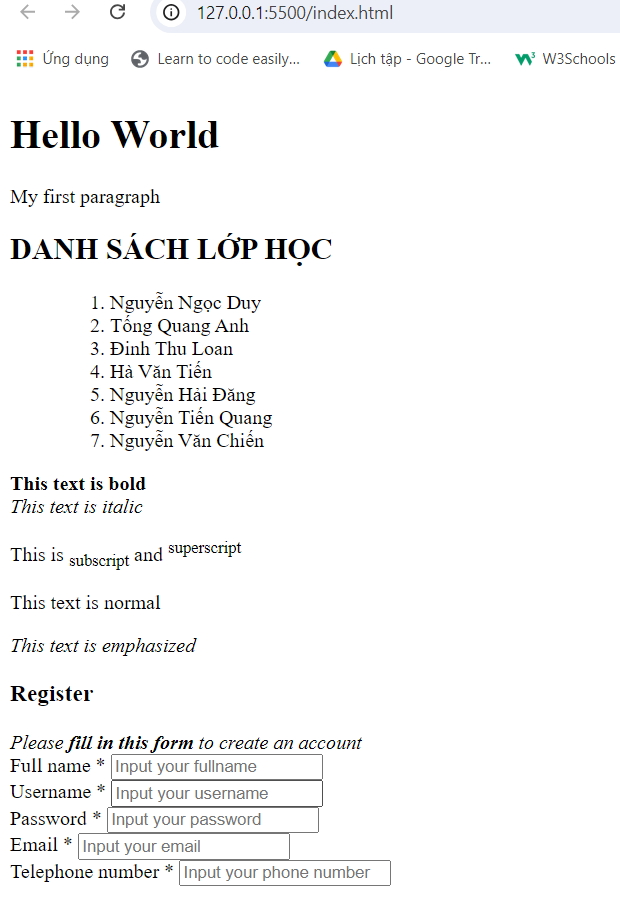 127.0.0.1:5500/index.html
Ứng dụng Learn to code easily... Lịch tập - Google Tr... W3Schools
Hello World
My first paragraph
DANH SÁCH LỚP HỌC
1. Nguyễn Ngọc Duy
2. Tống Quang Anh
3. Đinh Thu Loan
4. Hà Văn Tiến
5. Nguyễn Hải Đăng
6. Nguyễn Tiến Quang
7. Nguyễn Văn Chiến
This text is bold
This text is italic
This is subscript and superscript
This text is normal
This text is emphasized
Register
Please fill in this form to create an account
Full name * Input your fullname
Username * Input your username
Password * Input your password
Email * Input your email
Telephone number * Input your phone number